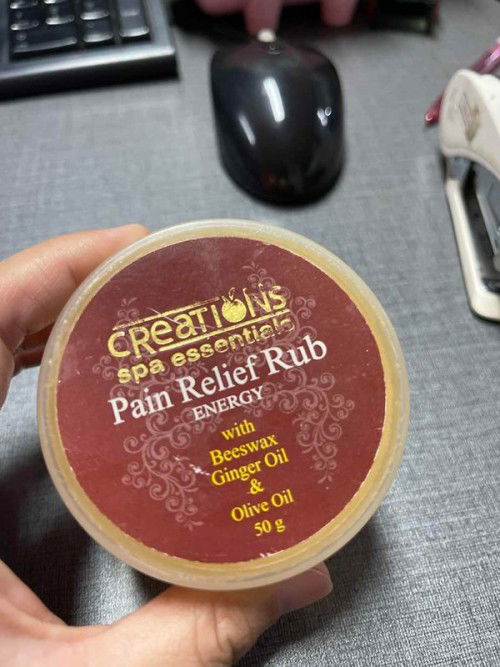 CREATIONS
spa essentials
Pain Relief Rub
ENERGY
with
Beeswax
Ginger Oil
&
Olive Oil
50 g